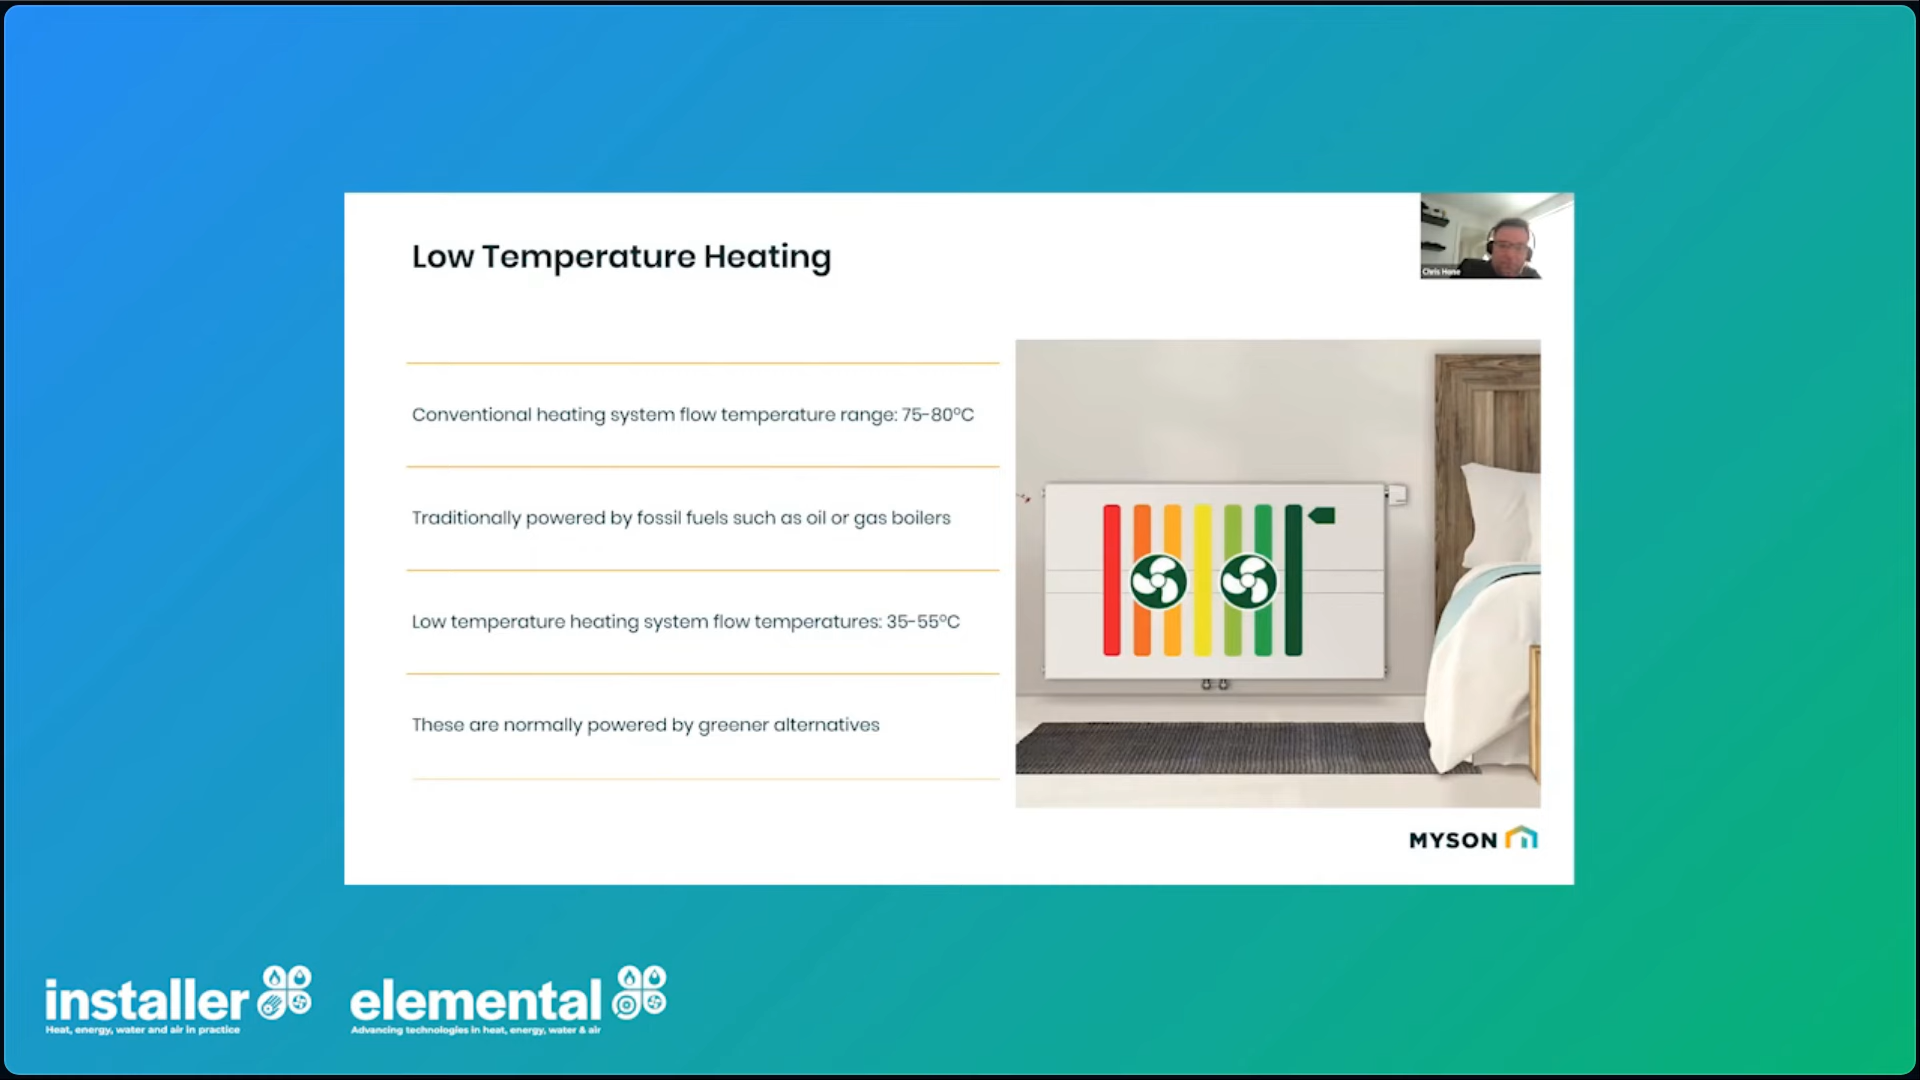 Low Temperature Heating
Chris Hone
Conventional heating system flow temperature range: 75-80°C
Traditionally powered by fossil fuels such as oil or gas boilers
Low temperature heating system flow temperatures: 35-55°C
These are normally powered by greener alternatives
MYSON
installer
Heat, energy, water and air in practice
elemental
Advancing technologies in heat, energy, water & air